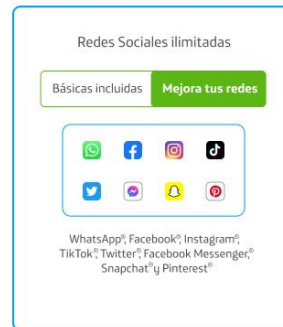 Redes Sociales ilimitadas
Básicas incluidas
Mejora tus redes
WhatsApp®, Facebook®, Instagram®,
TikTok®, Twitter®, Facebook Messenger,®
Snapchat® y Pinterest®